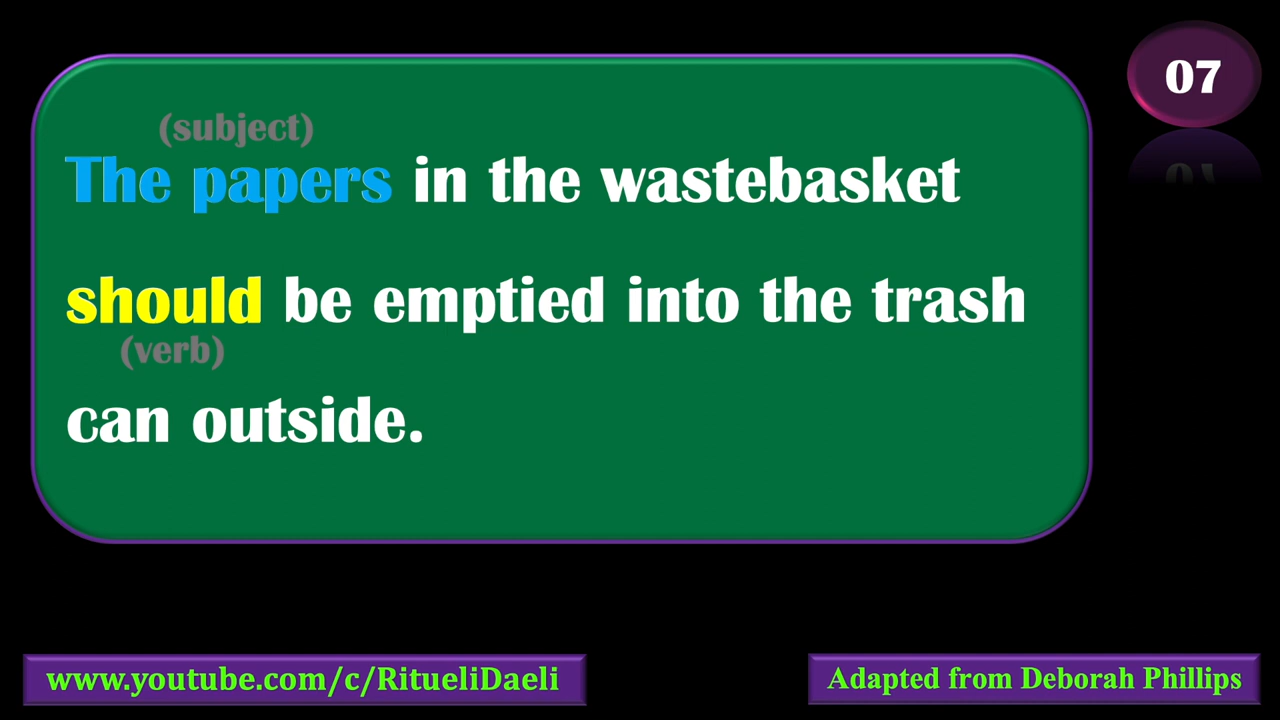 07
(subject)
The papers in the wastebasket
should be emptied into the trash
(verb)
can outside.
www.youtube.com/c/RitueliDaeli
Adapted from Deborah Phillips